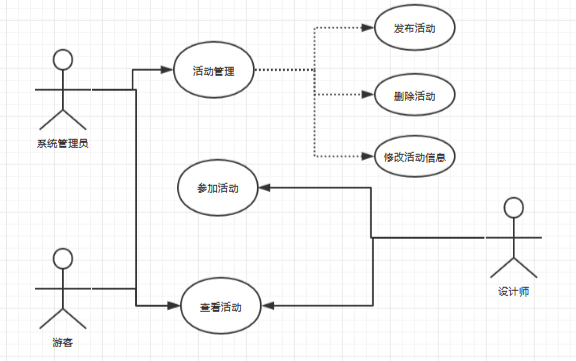 发布活动
活动管理
删除活动
系统管理员
修改活动信息
参加活动
设计师
查看活动
游客